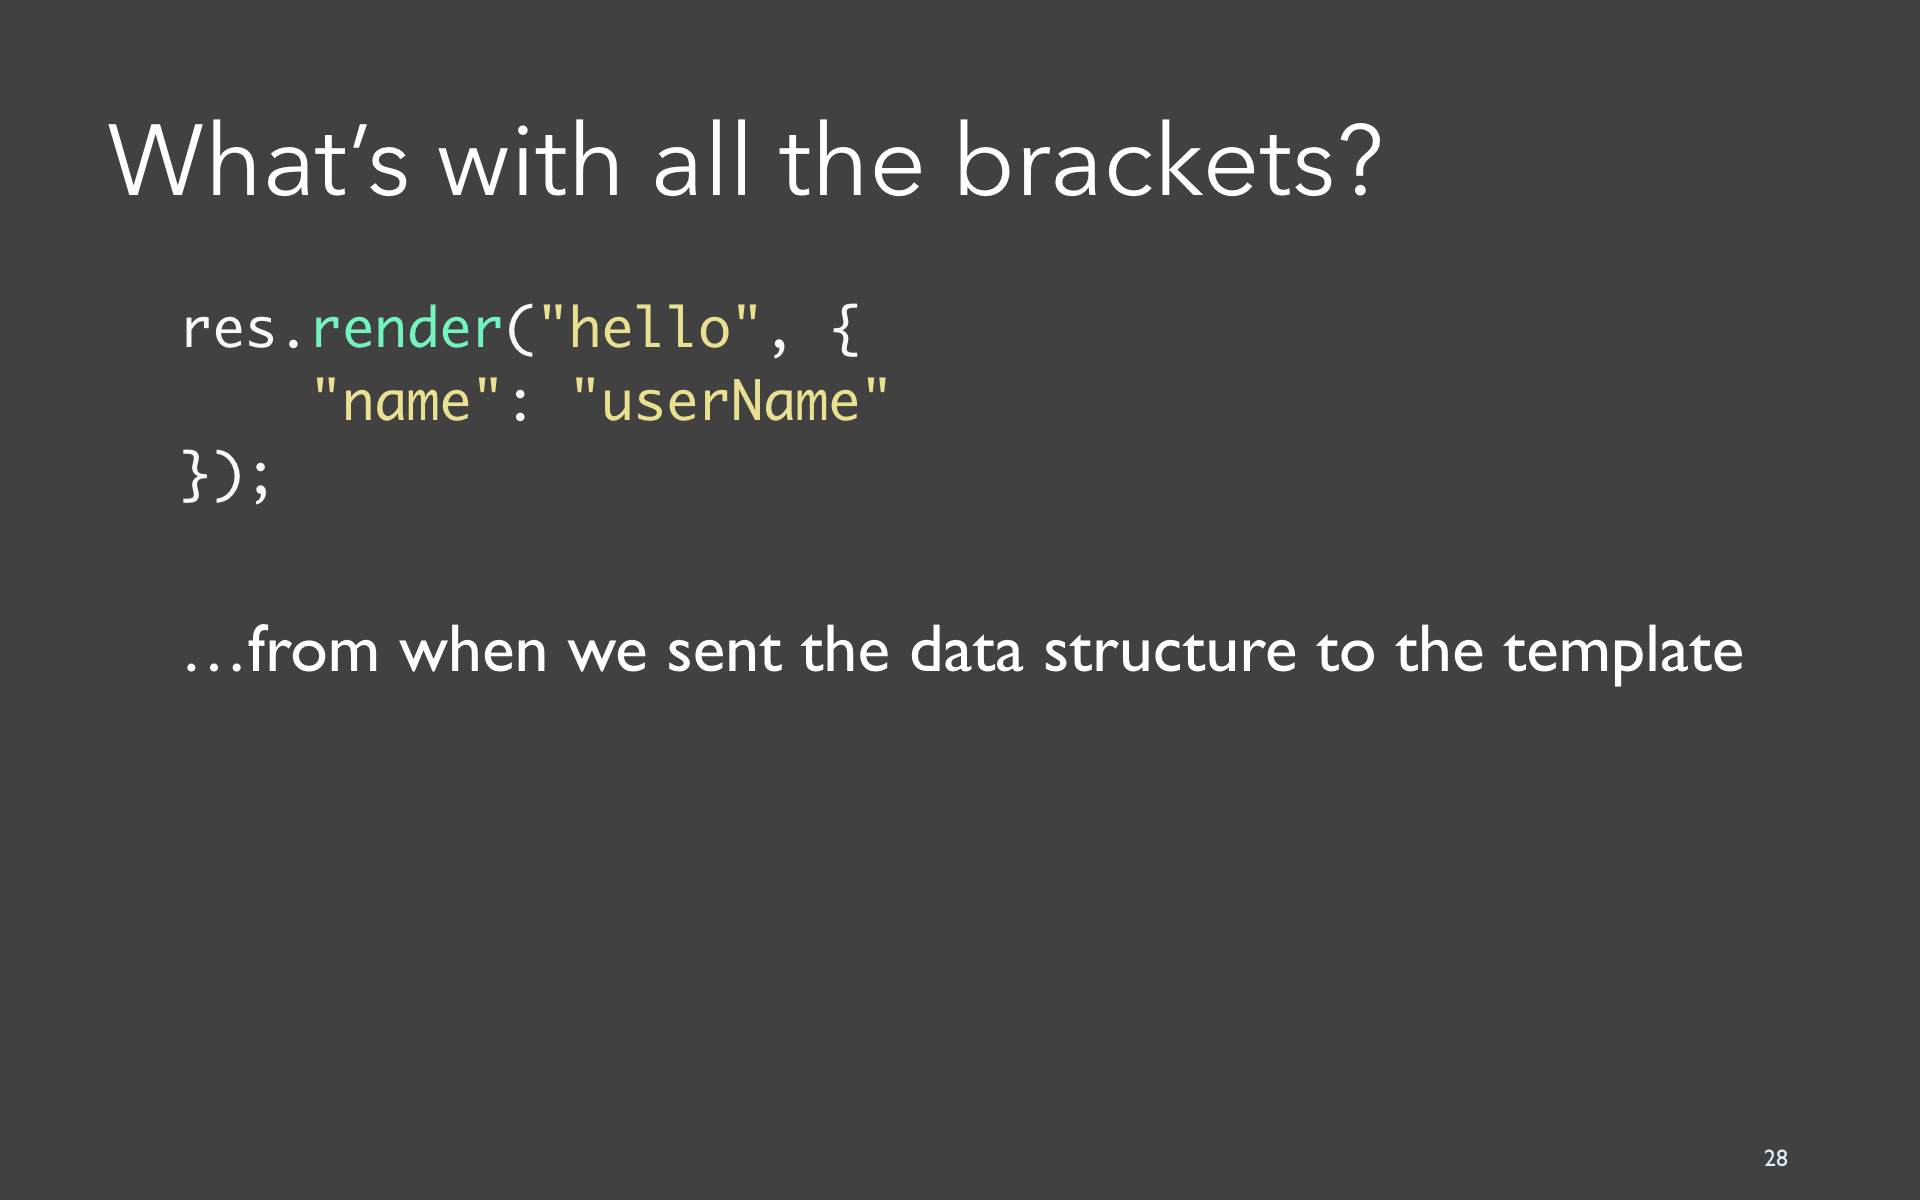 What’s with all the brackets?
res.render("hello", {
    "name": "userName"
});
…from when we sent the data structure to the template
28